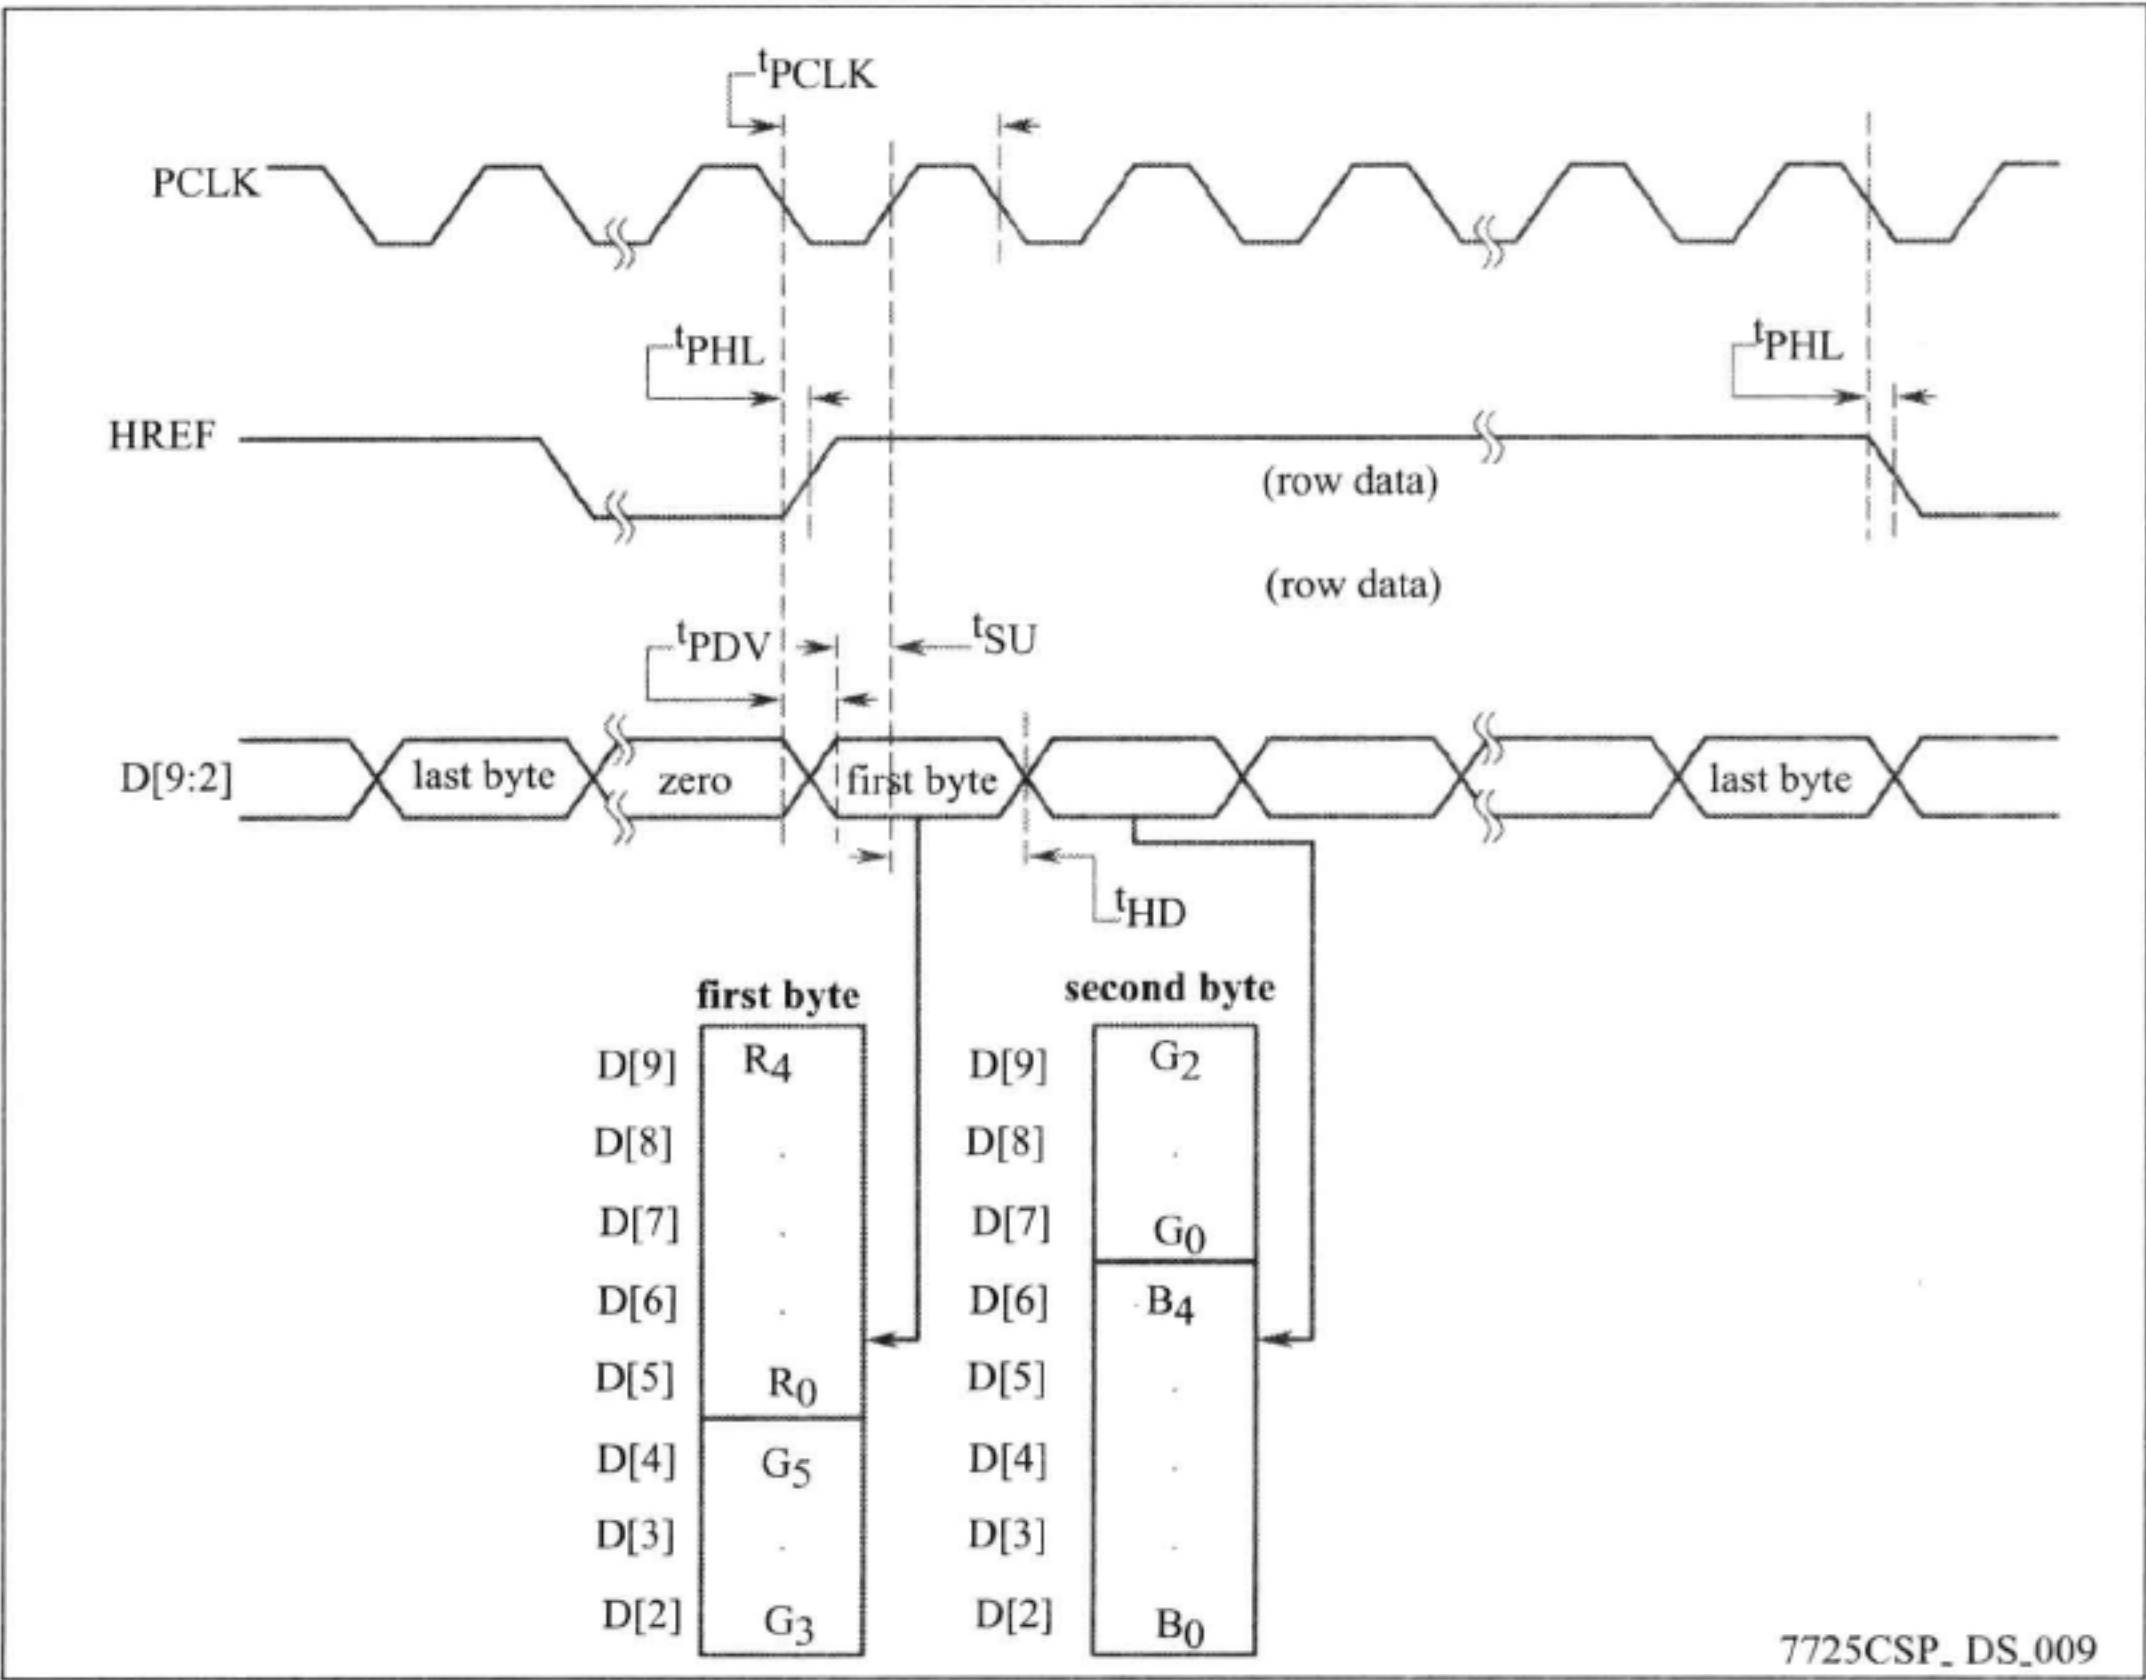 tPCLK
PCLK
tPHL
tPHL
HREF
(row data)
(row data)
tPDV
tSU
D[9:2]
last byte
zero
first byte
last byte
tHD
first byte
second byte
D[9] R4 D[9] G2
D[8] . D[8] .
D[7] . D[7] G0
D[6] . D[6] B4
D[5] R0 D[5] .
D[4] G5 D[4] .
D[3] . D[3] .
D[2] G3 D[2] B0
7725CSP_ DS_009